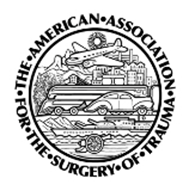 •THE•AMERICAN•ASSOCIATION•
FOR•THE•SURGERY•OF•TRAUMA•